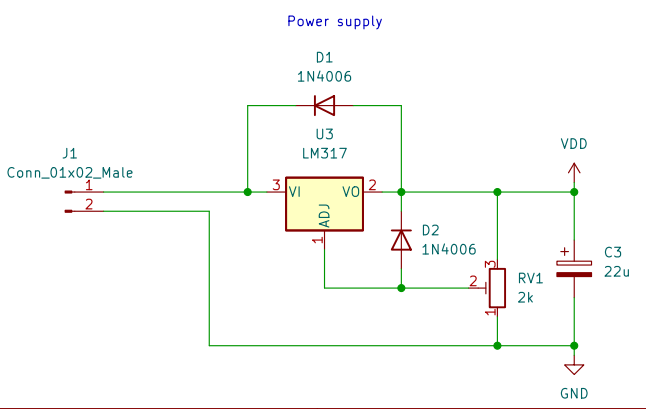 Power supply
D1
1N4006
U3
LM317
J1
Conn_01x02_Male
1
2
3 VI VO 2
ADJ
1
VDD
D2
1N4006
+
C3
22u
3
2
RV1
2k
1
GND